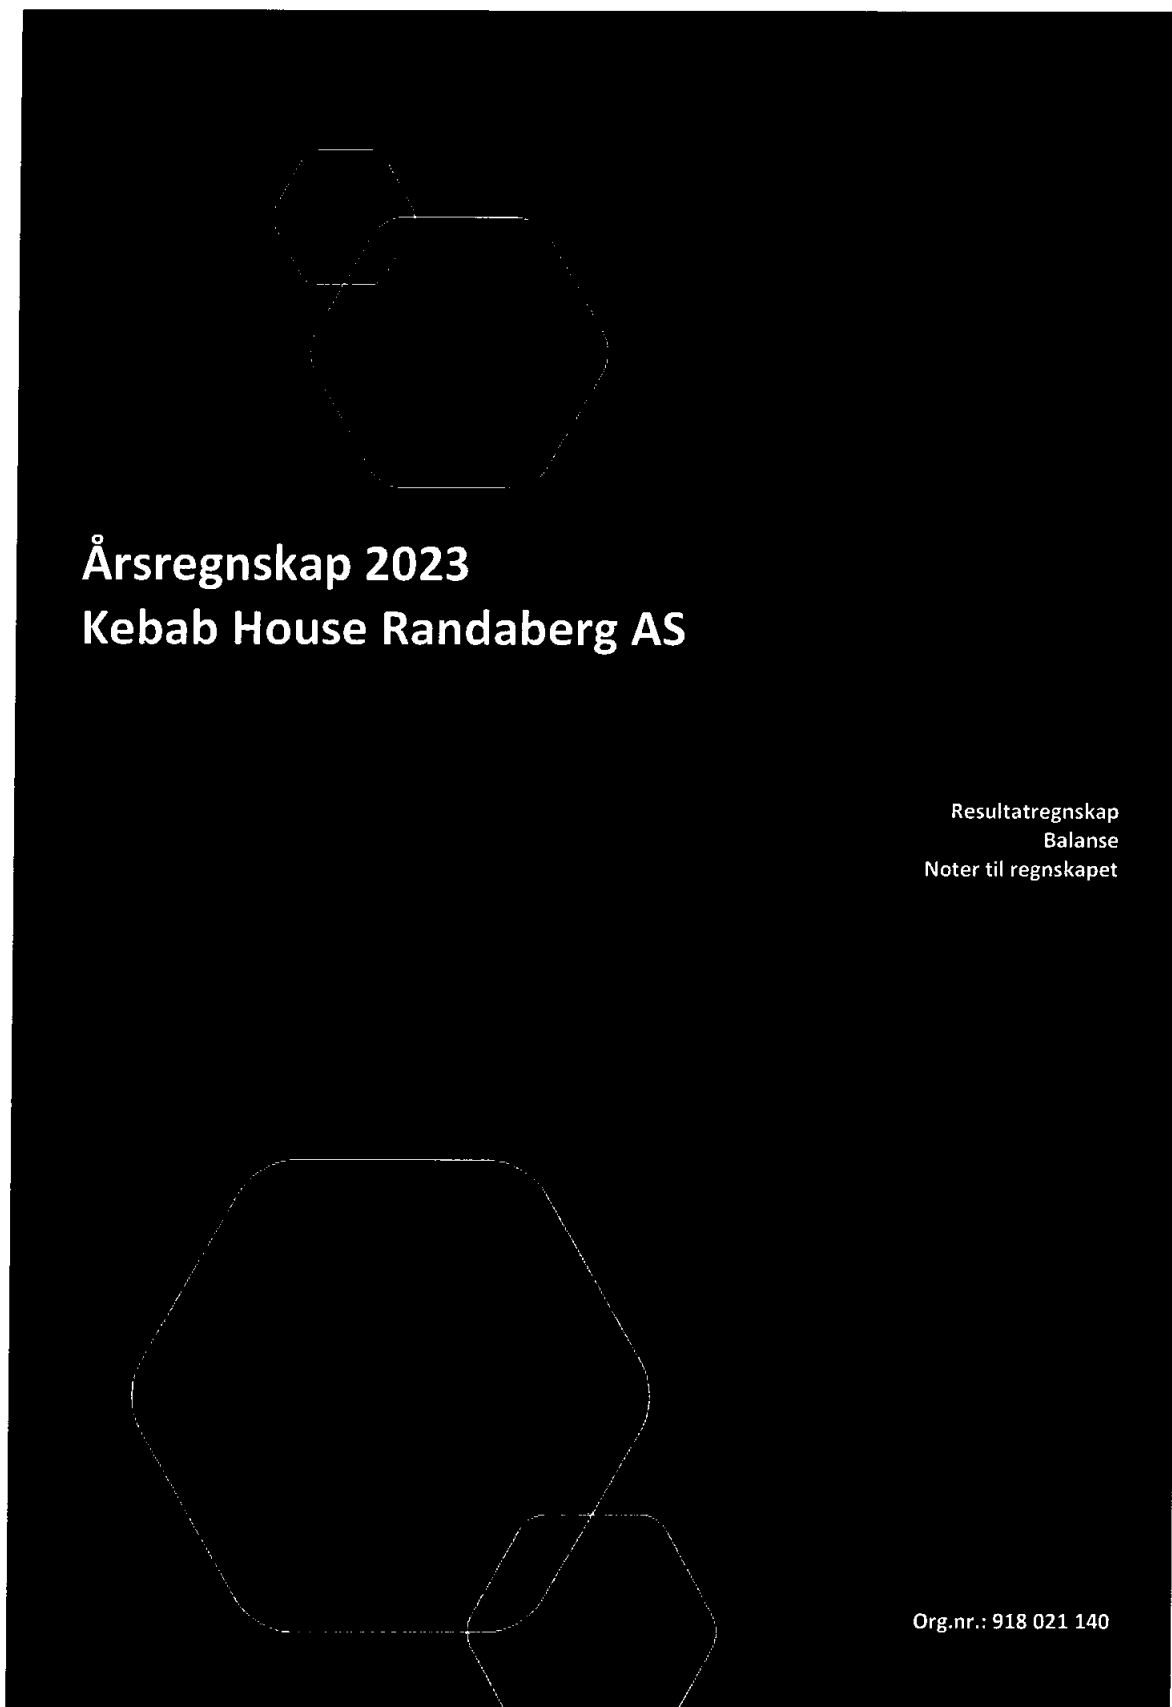 Årsregnskap 2023
Kebab House Randaberg AS
Resultatregnskap
Balanse
Noter til regnskapet
Org.nr.: 918 021 140